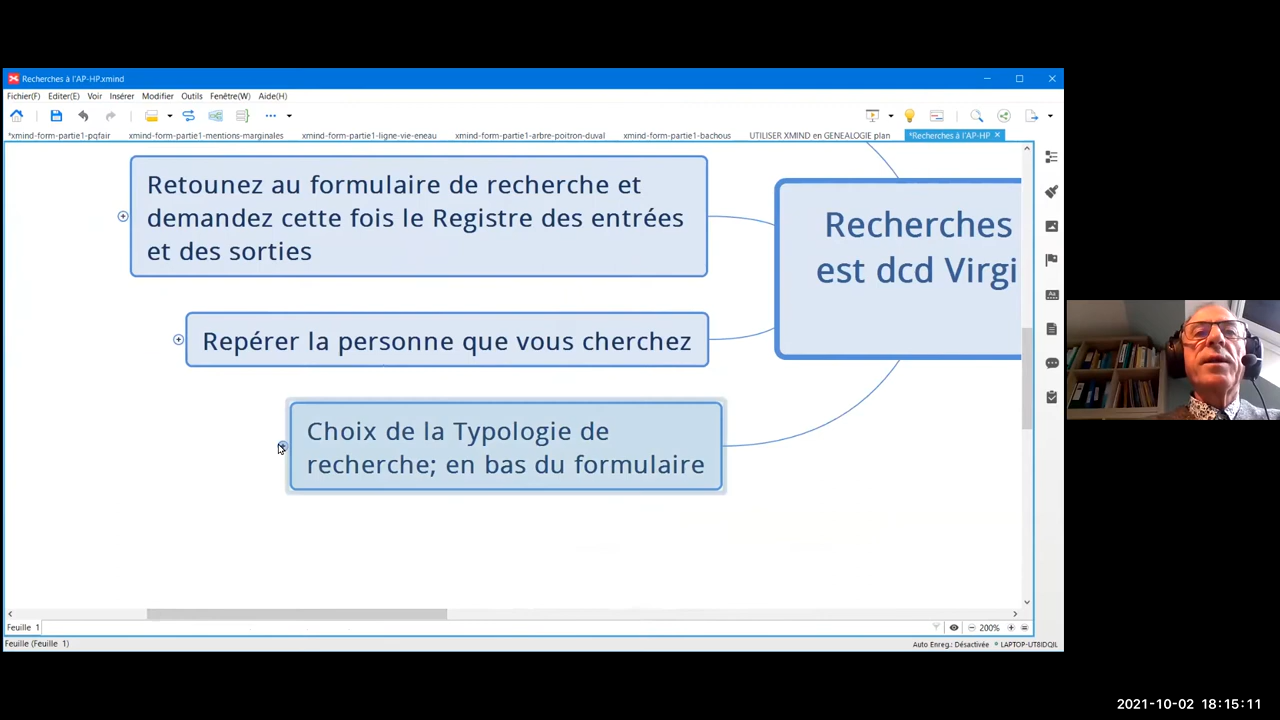 Recherches à l'AP-HP.xmind
Fichier(F) Editer(E) Voir Insérer Modifier Outils Fenêtre(W) Aide(H)
*xmind-form-partie1-pqfair xmind-form-partie1-mentions-marginales xmind-form-partie1-ligne-vie-eneau xmind-form-partie1-arbre-poitron-duval xmind-form-partie1-bachous UTILISER XMIND en GENEALOGIE plan *Recherches à l'AP-HP
Retounez au formulaire de recherche et
demandez cette fois le Registre des entrées
et des sorties
Recherches
est dcd Virgi
Repérer la personne que vous cherchez
Choix de la Typologie de
recherche; en bas du formulaire
Feuille 1
200%
Feuille (Feuille 1)
Auto Enreg.: Désactivée LAPTOP-UT8IDQIL
2021-10-02 18:15:11